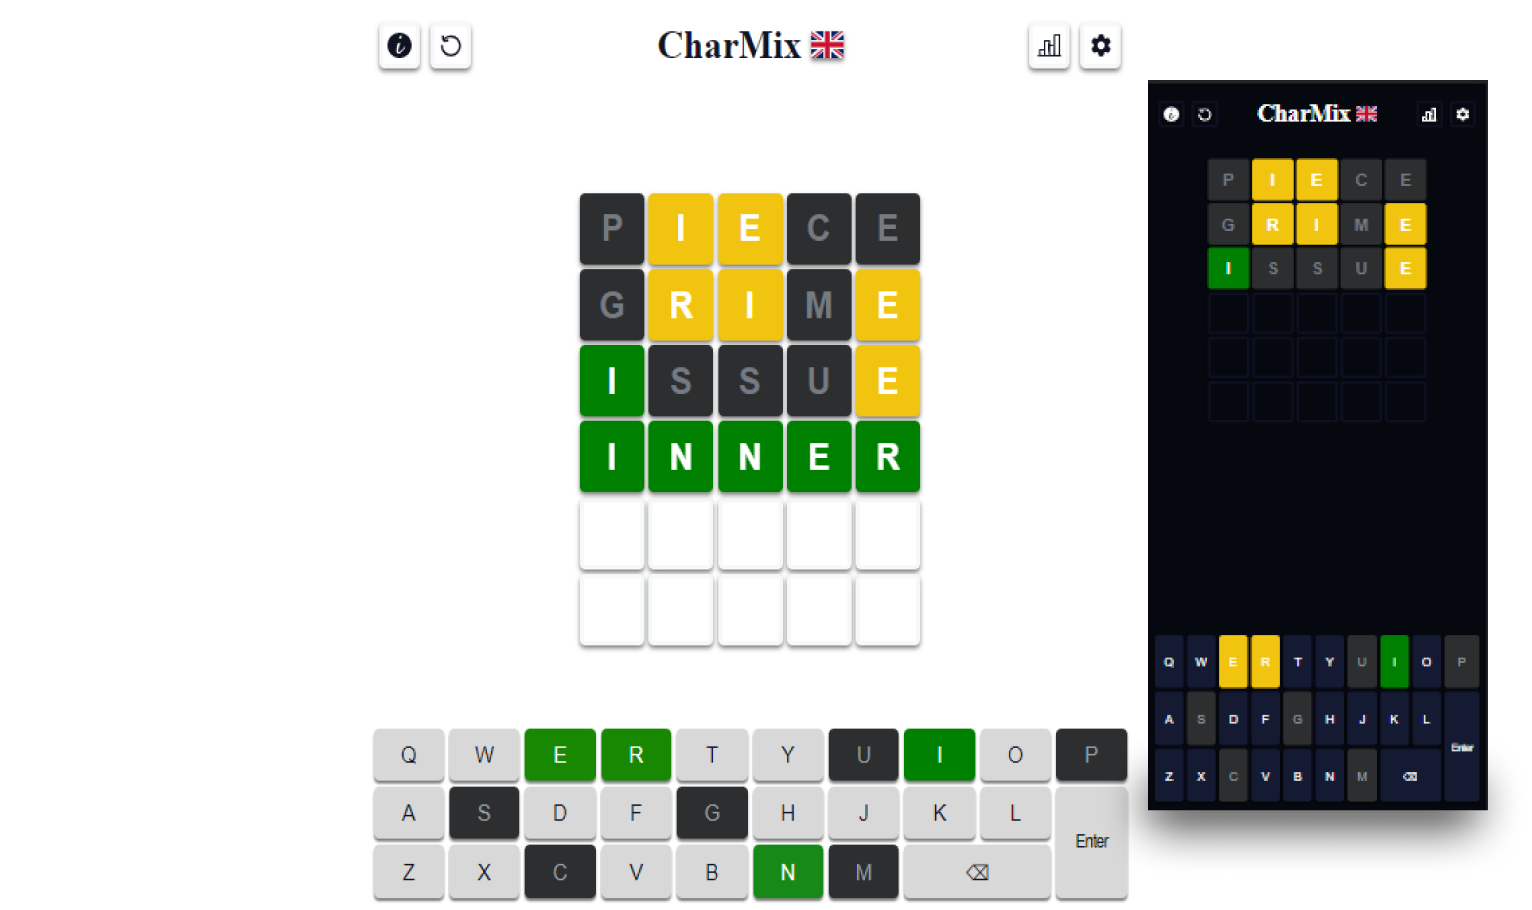 CharMix
P I E C E
G R I M E
I S S U E
I N N E R
Q W E R T Y U I O P
A S D F G H J K L
Enter
Z X C V B N M
CharMix
P I E C E
G R I M E
I S S U E
Q W E R T Y U I O P
A S D F G H J K L
Enter
Z X C V B N M